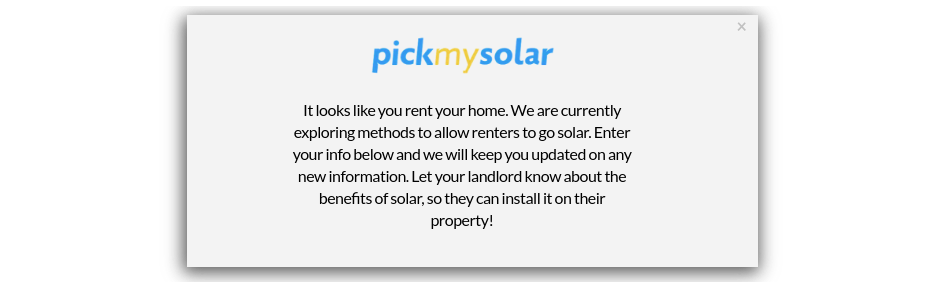 ×
pickmysolar
It looks like you rent your home. We are currently
exploring methods to allow renters to go solar. Enter
your info below and we will keep you updated on any
new information. Let your landlord know about the
benefits of solar, so they can install it on their
property!